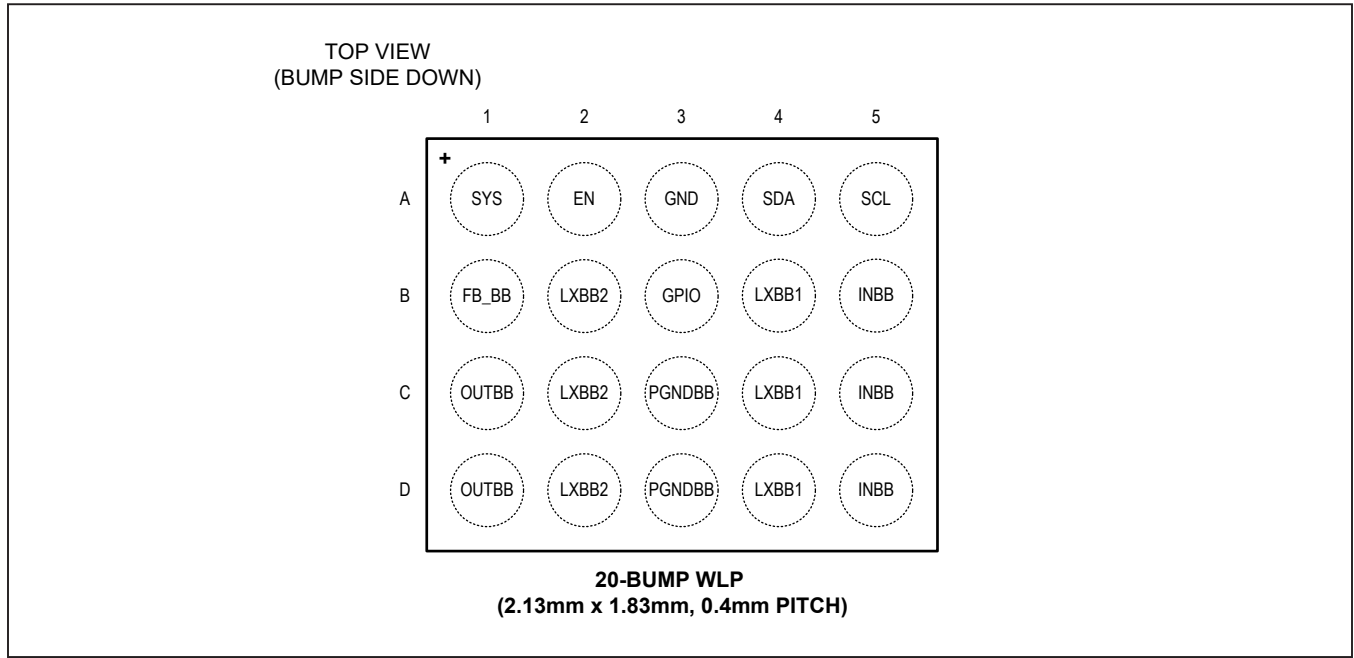 TOP VIEW
(BUMP SIDE DOWN)
1 2 3 4 5
+
A SYS EN GND SDA SCL
B FB_BB LXBB2 GPIO LXBB1 INBB
C OUTBB LXBB2 PGNDBB LXBB1 INBB
D OUTBB LXBB2 PGNDBB LXBB1 INBB
20-BUMP WLP
(2.13mm x 1.83mm, 0.4mm PITCH)